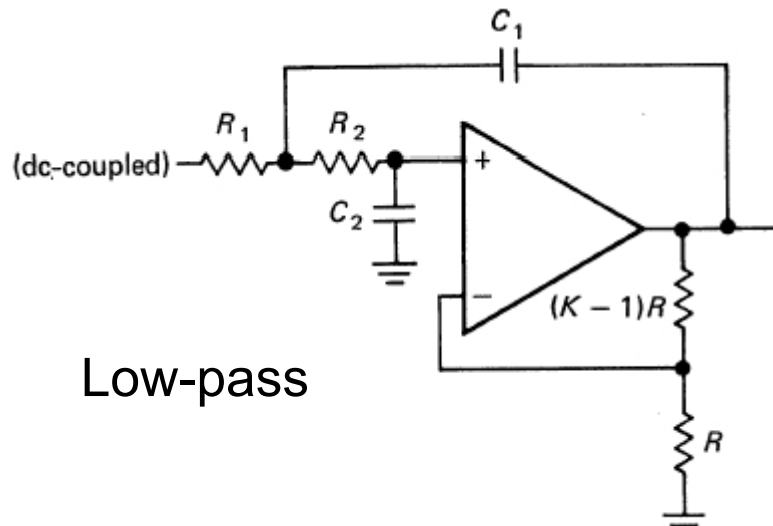 C₁
R₁
R₂
(dc-coupled)
+
C₂
−
(K − 1)R
Low-pass
R